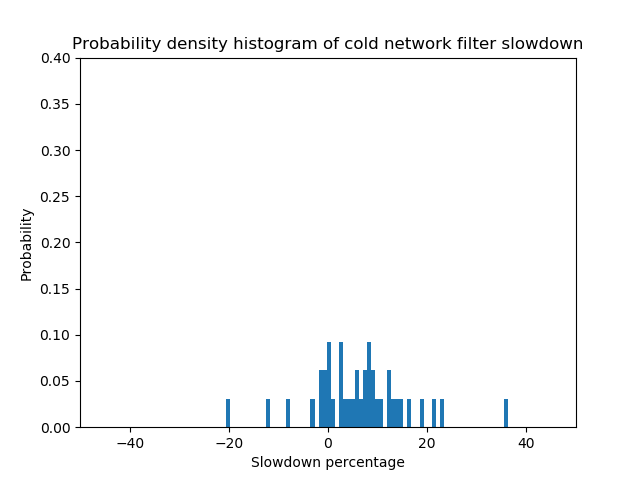 Probability density histogram of cold network filter slowdown
0.40
0.35
0.30
0.25
0.20
0.15
0.10
0.05
0.00
Probability
−40 −20 0 20 40
Slowdown percentage